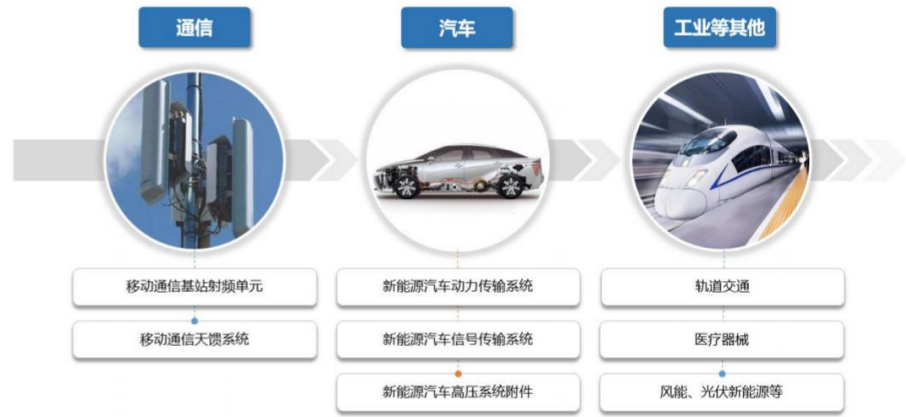 通信
汽车
工业等其他
移动通信基站射频单元
新能源汽车动力传输系统
轨道交通
移动通信天馈系统
新能源汽车信号传输系统
医疗器械
新能源汽车高压系统附件
风能、光伏新能源等